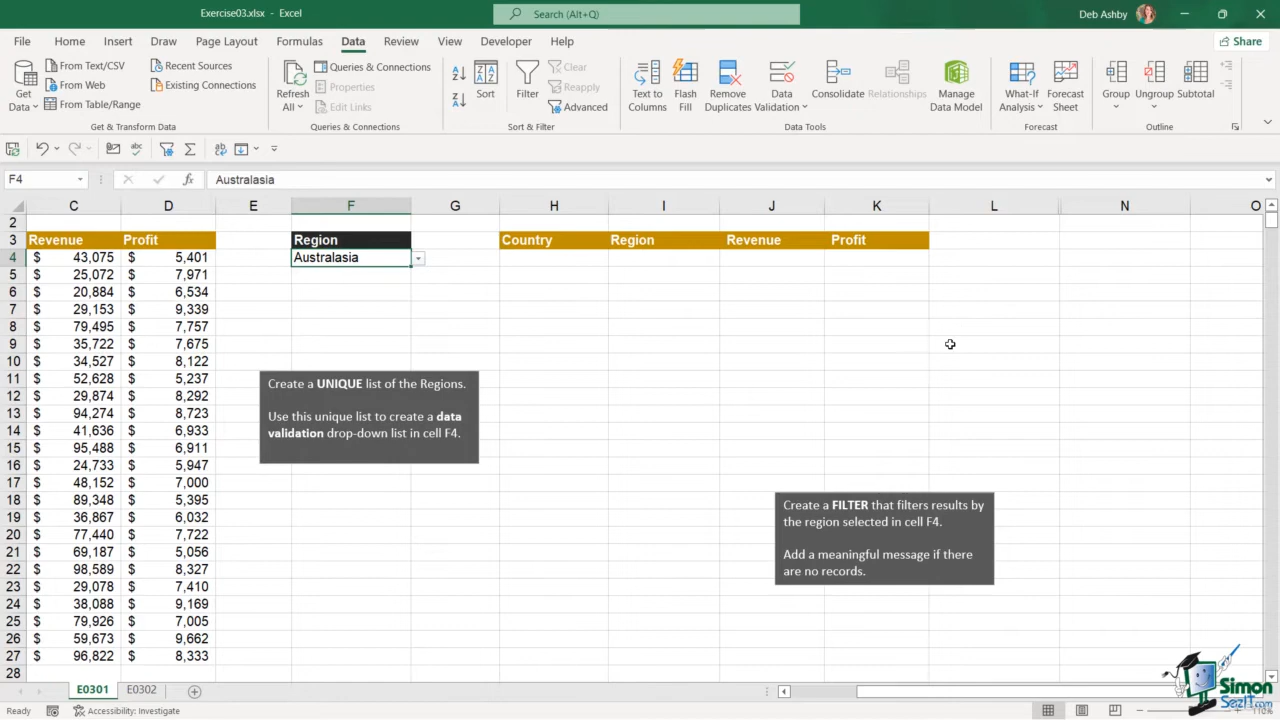 Exercise03.xlsx - Excel
Search (Alt+Q)
Deb Ashby
File Home Insert Draw Page Layout Formulas Data Review View Developer Help
Share
Get Data
From Text/CSV
From Web
From Table/Range
Recent Sources
Existing Connections
Get & Transform Data
Refresh All
Queries & Connections
Properties
Edit Links
Queries & Connections
Sort
Filter
Clear
Reapply
Advanced
Sort & Filter
Text to Columns
Flash Fill
Remove Duplicates
Data Validation
Consolidate
Relationships
Manage Data Model
Data Tools
What-If Analysis
Forecast Sheet
Forecast
Group
Ungroup
Subtotal
Outline
F4 fx Australasia
C D E F G H I J K L N O
2
3 Revenue Profit Region Country Region Revenue Profit
4 $ 43,075 $ 5,401 Australasia
5 $ 25,072 $ 7,971
6 $ 20,884 $ 6,534
7 $ 29,153 $ 9,339
8 $ 79,495 $ 7,757
9 $ 35,722 $ 7,675
10 $ 34,527 $ 8,122
11 $ 52,628 $ 5,237
12 $ 29,874 $ 8,292
13 $ 94,274 $ 8,723
14 $ 41,636 $ 6,933
15 $ 95,488 $ 6,911
16 $ 24,733 $ 5,947
17 $ 48,152 $ 7,000
18 $ 89,348 $ 5,395
19 $ 36,867 $ 6,032
20 $ 77,440 $ 7,722
21 $ 69,187 $ 5,056
22 $ 98,589 $ 8,327
23 $ 29,078 $ 7,410
24 $ 38,088 $ 9,169
25 $ 79,926 $ 7,005
26 $ 59,673 $ 9,662
27 $ 96,822 $ 8,333
28
Create a UNIQUE list of the Regions.
Use this unique list to create a data
validation drop-down list in cell F4.
Create a FILTER that filters results by
the region selected in cell F4.
Add a meaningful message if there
are no records.
E0301 E0302
Ready Accessibility: Investigate
Simon
SezIt.com